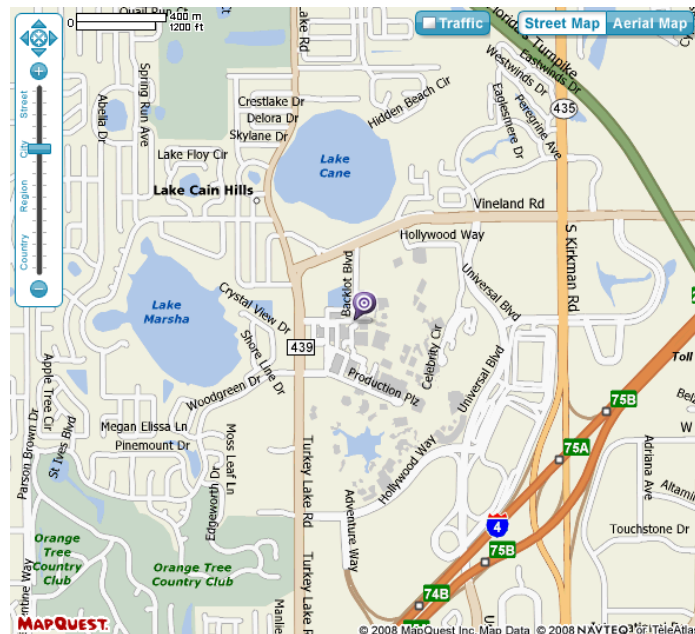 400 m
0
1200 ft
Traffic
Street Map
Aerial Map
Quail Run Ct
Lake Rd
Floridas Turnpike
Eastwinds Dr
Westwinds Dr
Peregrine Ave
435
Eaglesmere Dr
Hidden Beach Cir
Street
City
Region
Country
Abella Dr
Spring Run Ave
Crestlake Dr
Delora Dr
Skylane Dr
Lake Floy Cir
Lake
Cane
Lake Cain Hills
Vineland Rd
Hollywood Way
S Kirkman Rd
Backlot Blvd
Universal Blvd
Lake
Marsha
Crystal View Dr
Shore Line Dr
439
Celebrity Cir
Universal Blvd
Toll
Production Plz
Woodgreen Dr
Apple Tree Cir
75B
Parson Brown Dr
St Ives Blvd
Megan Elissa Ln
Pinemount Dr
Moss Leaf Ln
Edgeworth Dr
Turkey Lake Rd
Hollywood Way
75A
W
Adriana Ave
Adventure Way
4
Touchstone Dr
Orange
Tree
Country
Club
Orange Tree
Country Club
Turkey Lake Rd
75B
74B
MAPQUEST.
© 2008 MapQuest Inc. Map Data © 2008 NAVTEQ or TeleAtlas